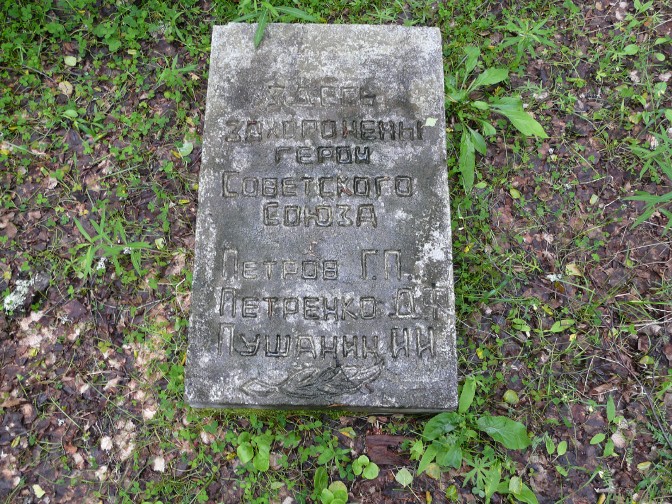 Здесь
захоронены
герои
Советского
Союза
Петров Г.П.
Петренко Д.Ф
Пушанин И.И